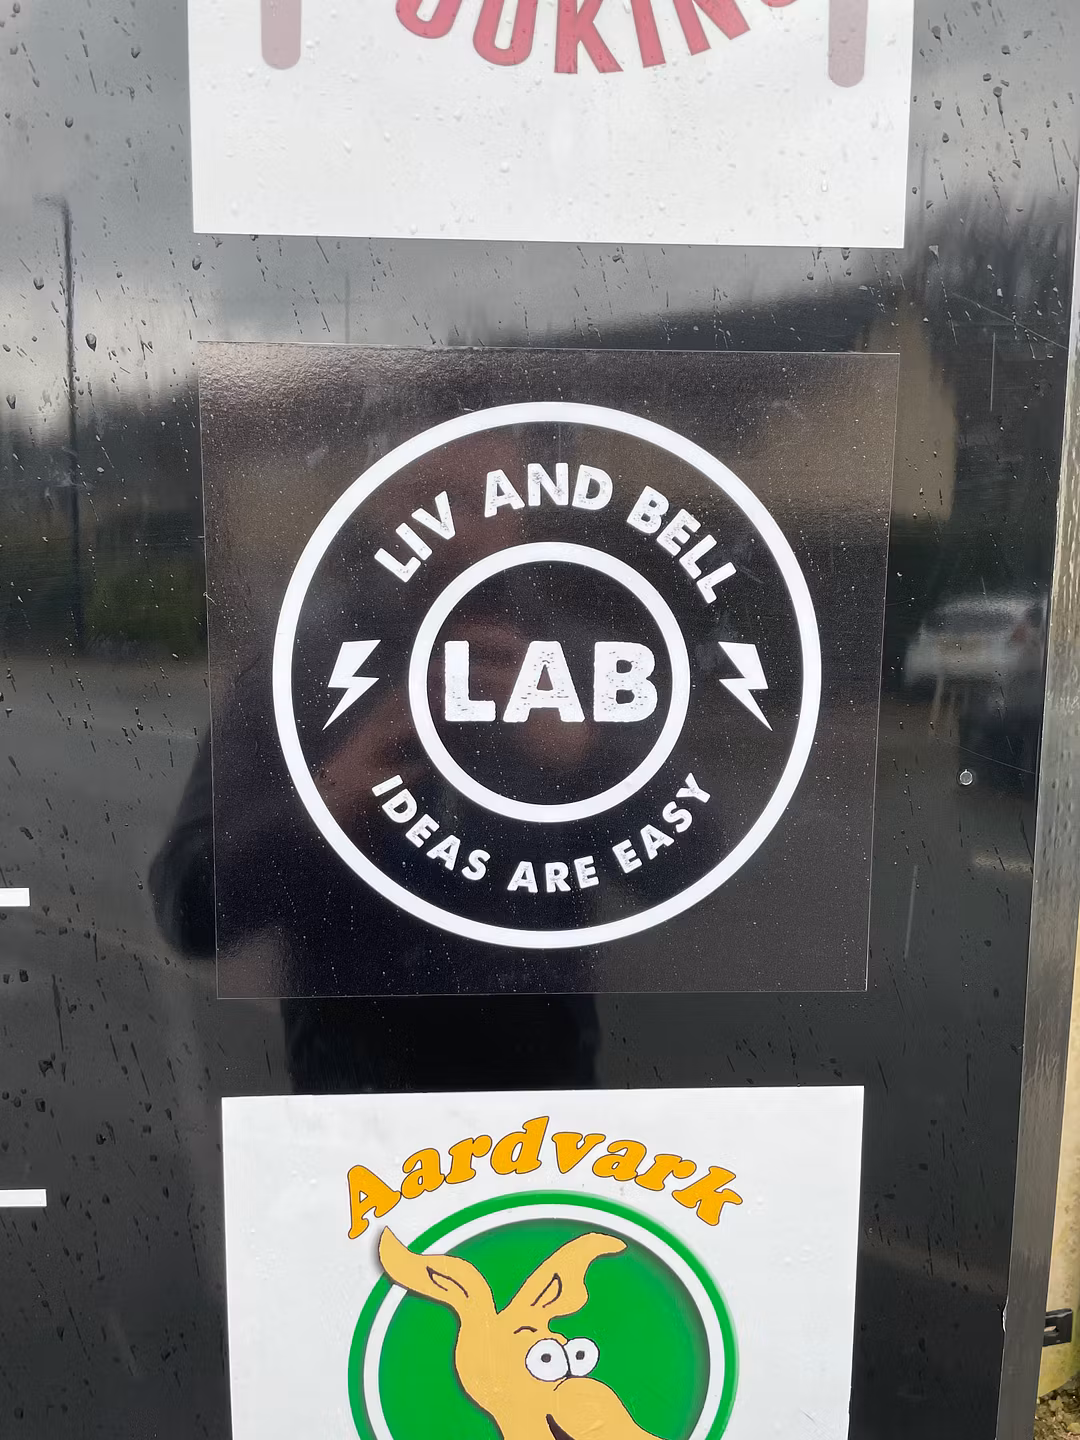 LIV AND BELL
LAB
IDEAS ARE EASY
Aardvark